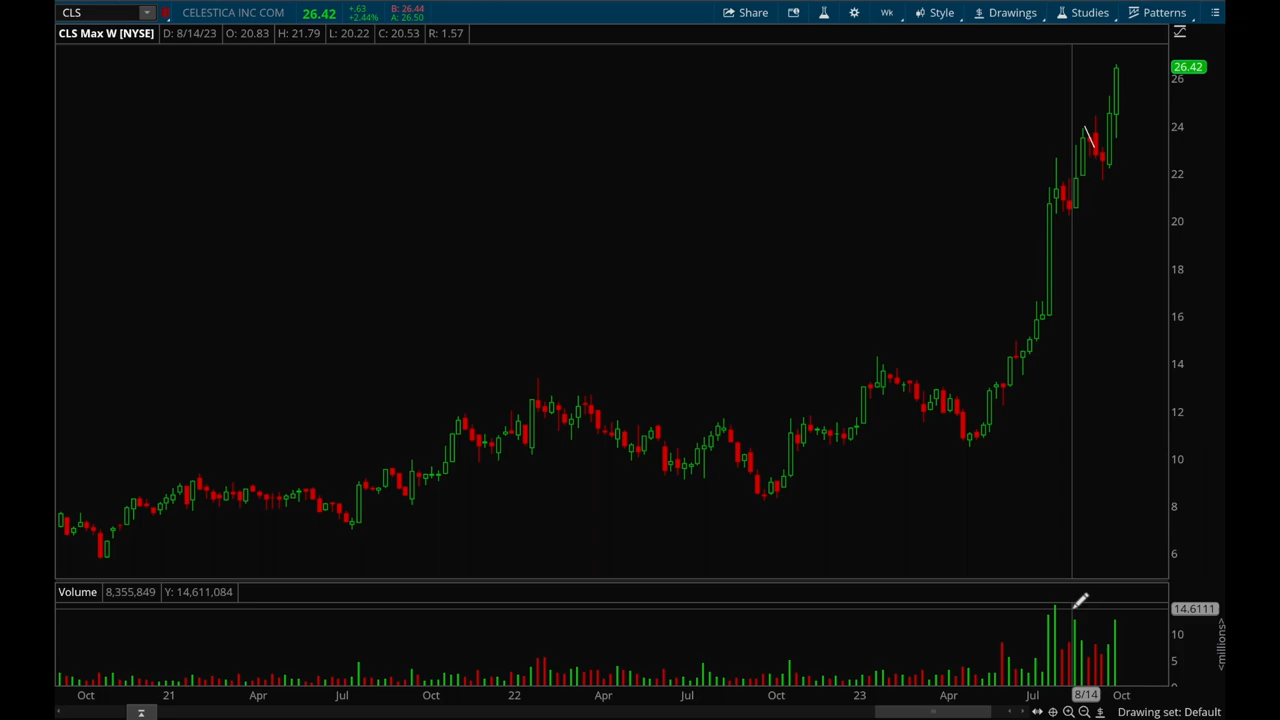 CLS CELESTICA INC COM 26.42 +.63 +2.44% B: 26.44 A: 26.50 Share Wk Style Drawings Studies Patterns
CLS Max W [NYSE] D: 8/14/23 O: 20.83 H: 21.79 L: 20.22 C: 20.53 R: 1.57
26.42
26
24
22
20
18
16
14
12
10
8
6
Volume 8,355,849 Y: 14,611,084
14.6111
10
5
0
<millions>
Oct 21 Apr Jul Oct 22 Apr Jul Oct 23 Apr Jul 8/14 Oct
Drawing set: Default